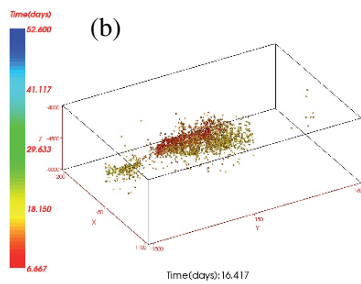 Time(days)
52.600
(b)
41.117
29.633
18.150
6.667
X
Y
Time(days):16.417